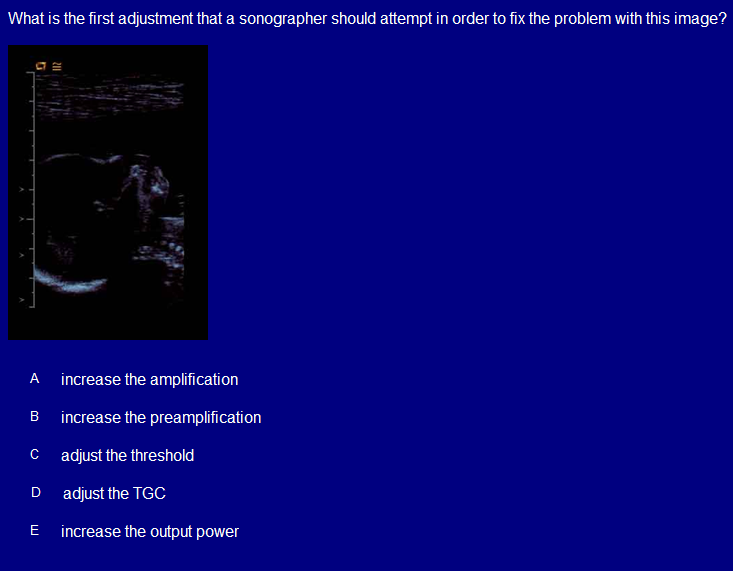 What is the first adjustment that a sonographer should attempt in order to fix the problem with this image?
A increase the amplification
B increase the preamplification
C adjust the threshold
D adjust the TGC
E increase the output power